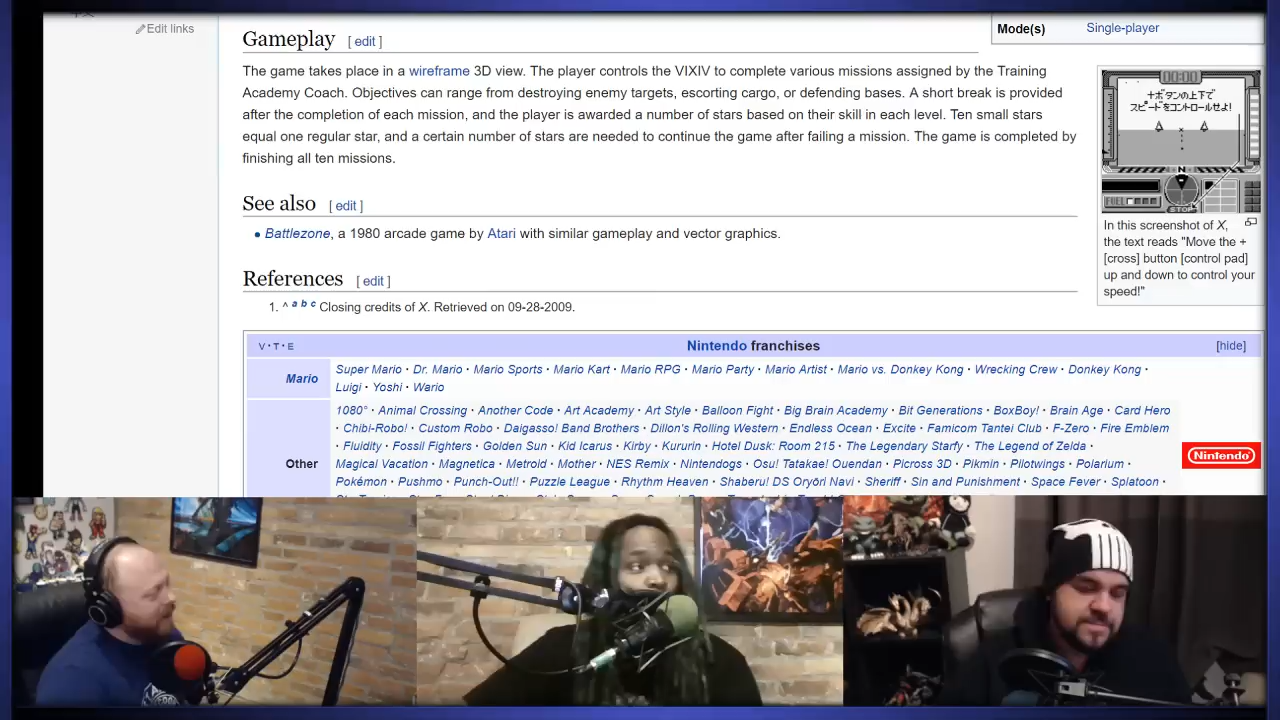 Edit links
Gameplay [ edit ]
Mode(s) Single-player
The game takes place in a wireframe 3D view. The player controls the VIXIV to complete various missions assigned by the Training
Academy Coach. Objectives can range from destroying enemy targets, escorting cargo, or defending bases. A short break is provided
after the completion of each mission, and the player is awarded a number of stars based on their skill in each level. Ten small stars
equal one regular star, and a certain number of stars are needed to continue the game after failing a mission. The game is completed by
finishing all ten missions.
00:00
+ボタンの上下で
スピードをコントロールせよ!
N
FUEL
STOP
In this screenshot of X,
the text reads "Move the +
[cross] button [control pad]
up and down to control your
speed!"
See also [ edit ]
• Battlezone, a 1980 arcade game by Atari with similar gameplay and vector graphics.
References [ edit ]
1. ^ a b c Closing credits of X. Retrieved on 09-28-2009.
V · T · E Nintendo franchises [hide]
Mario
Super Mario · Dr. Mario · Mario Sports · Mario Kart · Mario RPG · Mario Party · Mario Artist · Mario vs. Donkey Kong · Wrecking Crew · Donkey Kong ·
Luigi · Yoshi · Wario
Other
1080° · Animal Crossing · Another Code · Art Academy · Art Style · Balloon Fight · Big Brain Academy · Bit Generations · BoxBoy! · Brain Age · Card Hero
· Chibi-Robo! · Custom Robo · Daigasso! Band Brothers · Dillon's Rolling Western · Endless Ocean · Excite · Famicom Tantei Club · F-Zero · Fire Emblem
· Fluidity · Fossil Fighters · Golden Sun · Kid Icarus · Kirby · Kururin · Hotel Dusk: Room 215 · The Legendary Starfy · The Legend of Zelda ·
Magical Vacation · Magnetica · Metroid · Mother · NES Remix · Nintendogs · Osu! Tatakae! Ouendan · Picross 3D · Pikmin · Pilotwings · Polarium ·
Pokémon · Pushmo · Punch-Out!! · Puzzle League · Rhythm Heaven · Shaberu! DS Oryōri Navi · Sheriff · Sin and Punishment · Space Fever · Splatoon ·
Nintendo